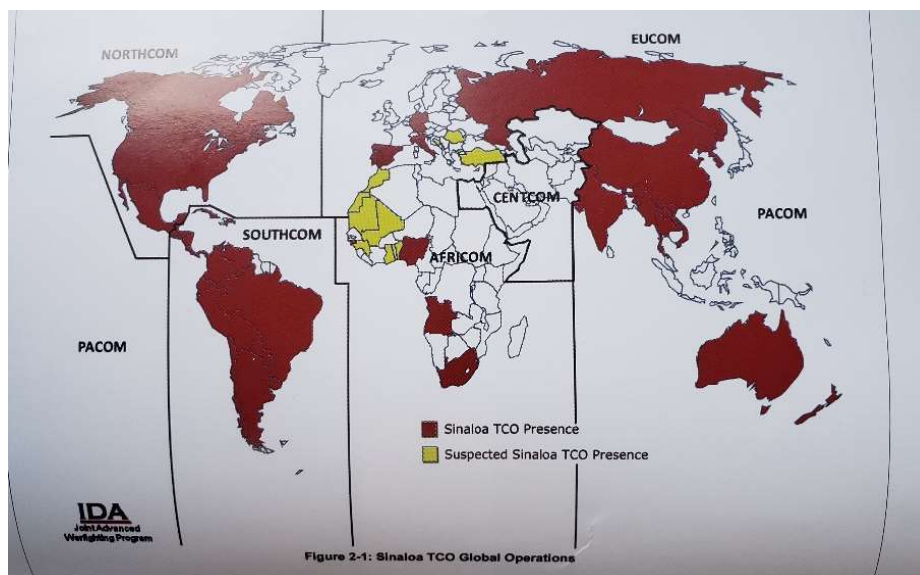 NORTHCOM
EUCOM
CENTCOM
SOUTHCOM
PACOM
AFRICOM
PACOM
Sinaloa TCO Presence
Suspected Sinaloa TCO Presence
IDA
Joint Advanced
Warfighting Program
Figure 2-1: Sinaloa TCO Global Operations